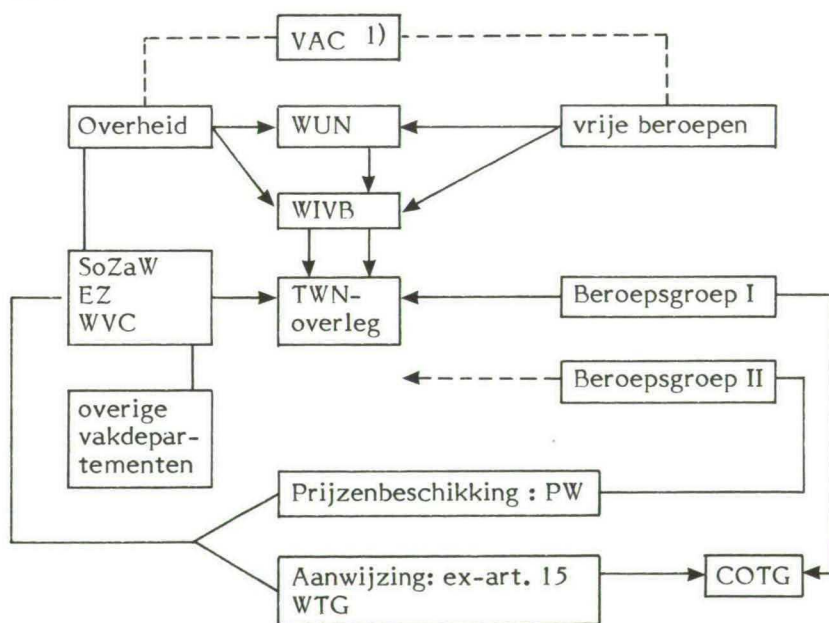 VAC 1)
Overheid
WUN
vrije beroepen
WIVB
SoZaW
EZ
WVC
TWN-
overleg
Beroepsgroep I
Beroepsgroep II
overige
vakdepar-
tementen
Prijzenbeschikking : PW
Aanwijzing: ex-art. 15
WTG
COTG